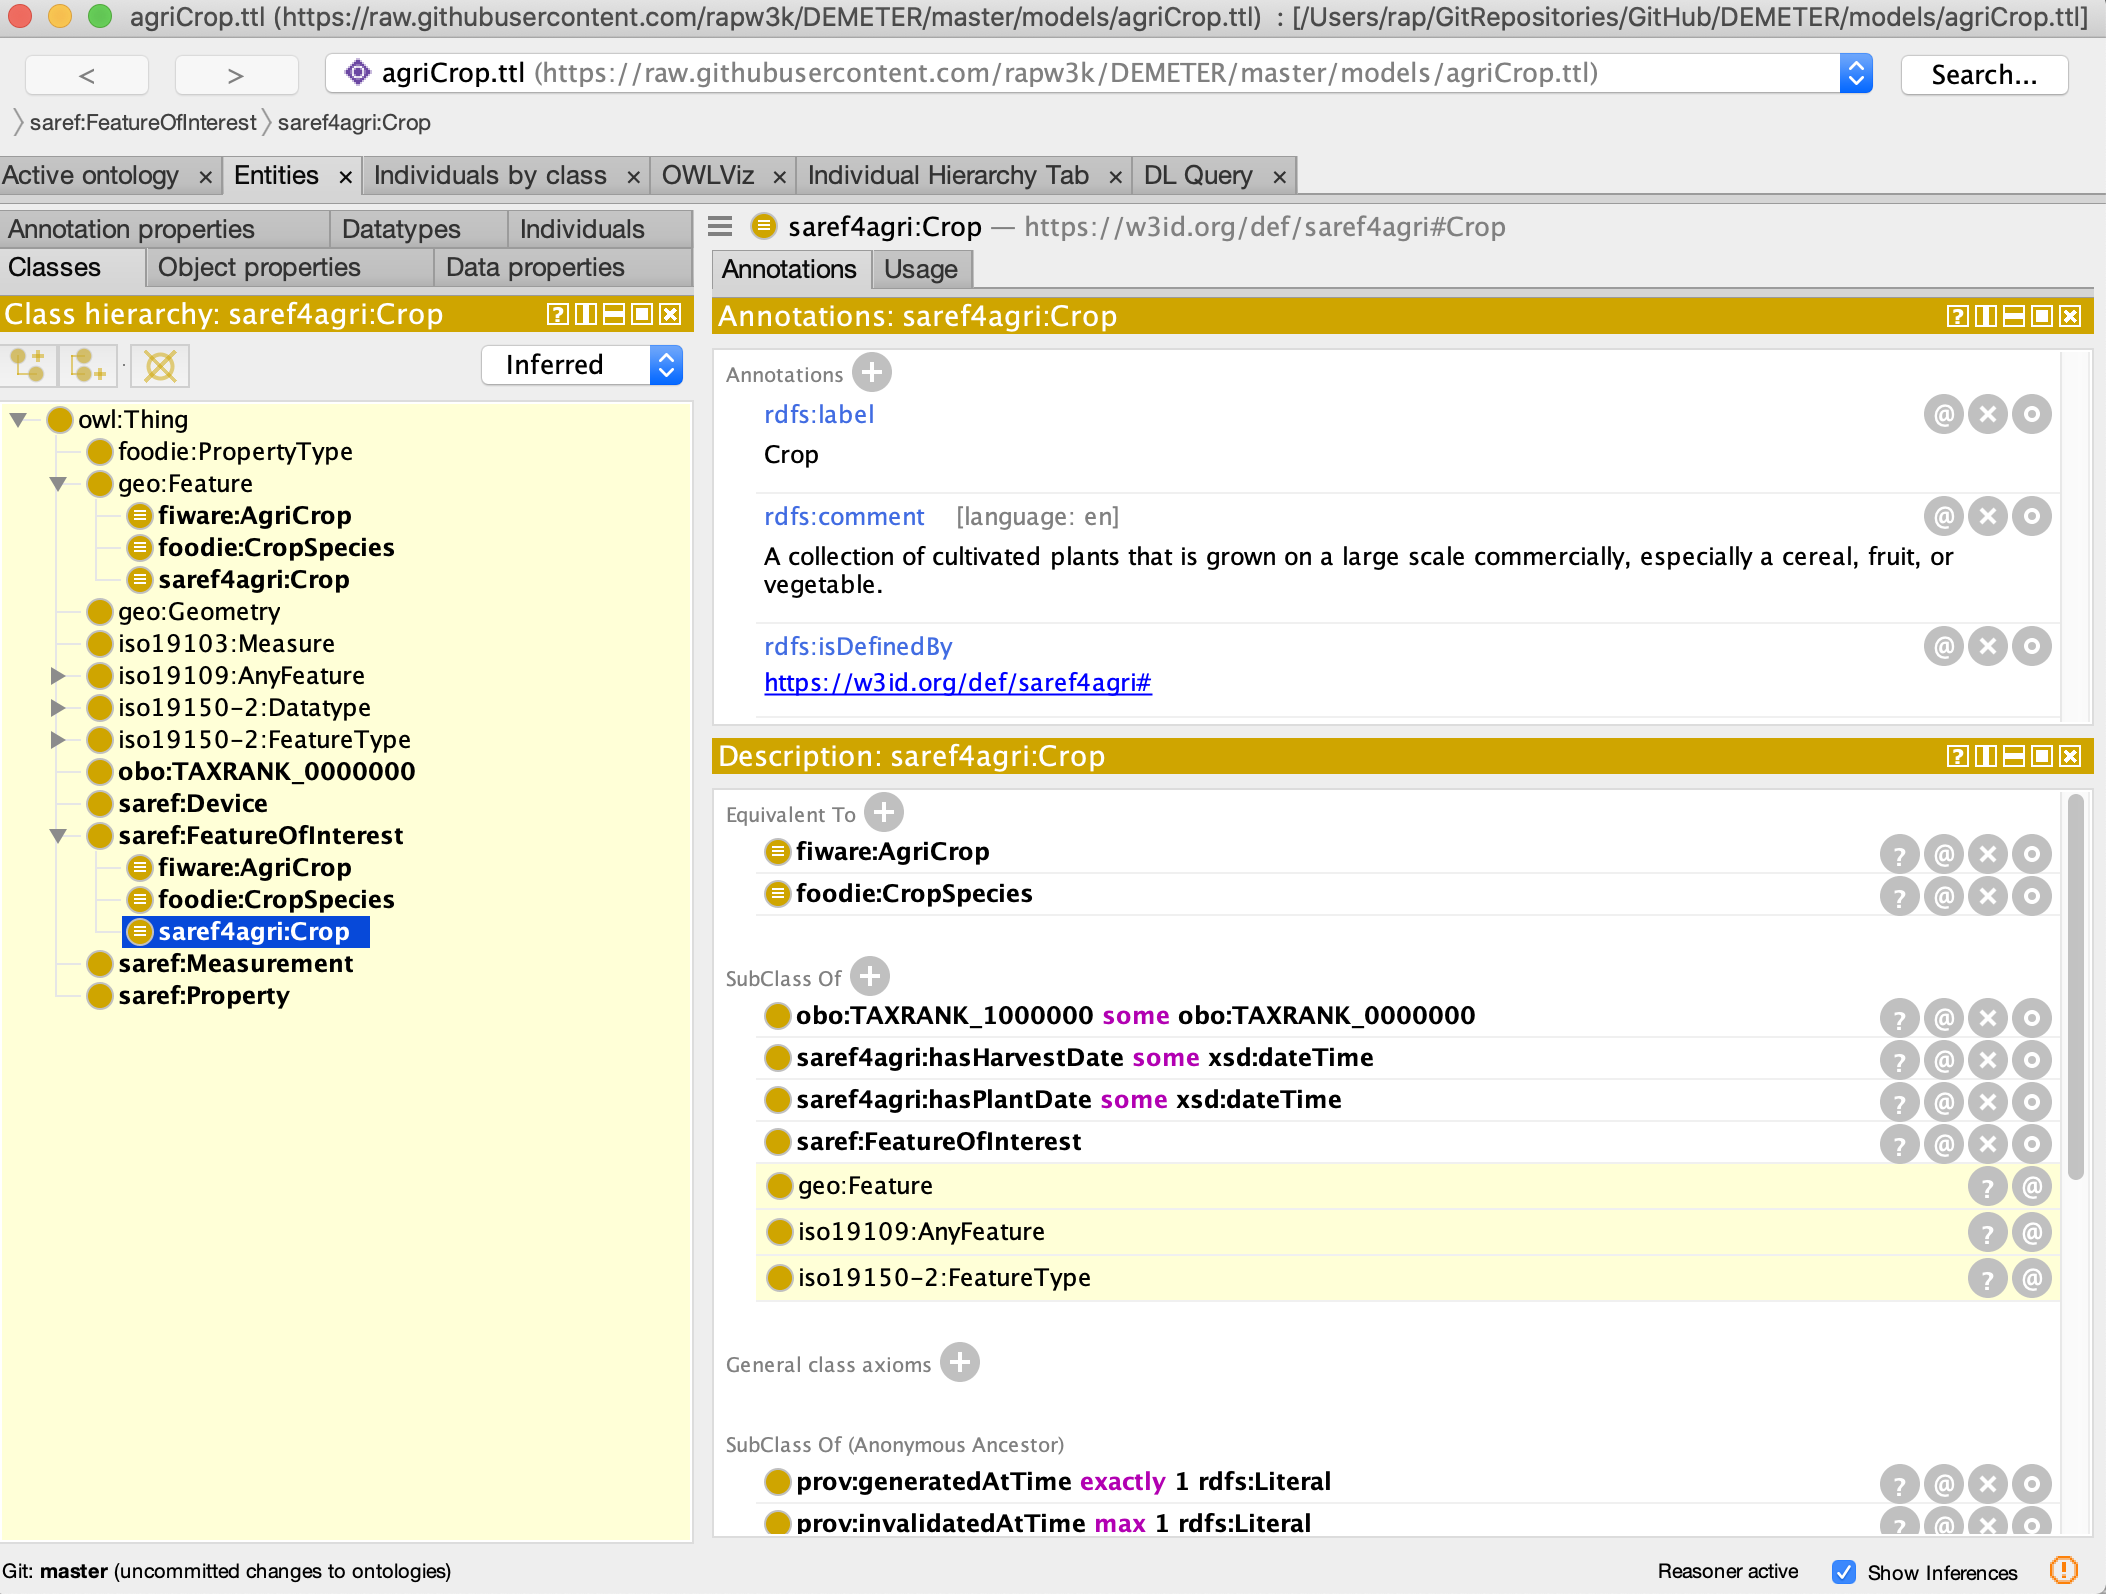 agriCrop.ttl (https://raw.githubusercontent.com/rapw3k/DEMETER/master/models/agriCrop.ttl) : [/Users/rap/GitRepositories/GitHub/DEMETER/models/agriCrop.ttl]
< > agriCrop.ttl (https://raw.githubusercontent.com/rapw3k/DEMETER/master/models/agriCrop.ttl) Search...
saref:FeatureOfInterest saref4agri:Crop
Active ontology × Entities × Individuals by class × OWLViz × Individual Hierarchy Tab × DL Query ×
Annotation properties Datatypes Individuals
Classes Object properties Data properties
Class hierarchy: saref4agri:Crop
Inferred
owl:Thing
foodie:PropertyType
geo:Feature
fiware:AgriCrop
foodie:CropSpecies
saref4agri:Crop
geo:Geometry
iso19103:Measure
iso19109:AnyFeature
iso19150-2:Datatype
iso19150-2:FeatureType
obo:TAXRANK_0000000
saref:Device
saref:FeatureOfInterest
fiware:AgriCrop
foodie:CropSpecies
saref4agri:Crop
saref:Measurement
saref:Property
saref4agri:Crop — https://w3id.org/def/saref4agri#Crop
Annotations Usage
Annotations: saref4agri:Crop
Annotations
rdfs:label
Crop
rdfs:comment [language: en]
A collection of cultivated plants that is grown on a large scale commercially, especially a cereal, fruit, or
vegetable.
rdfs:isDefinedBy
https://w3id.org/def/saref4agri#
Description: saref4agri:Crop
Equivalent To
fiware:AgriCrop
foodie:CropSpecies
SubClass Of
obo:TAXRANK_1000000 some obo:TAXRANK_0000000
saref4agri:hasHarvestDate some xsd:dateTime
saref4agri:hasPlantDate some xsd:dateTime
saref:FeatureOfInterest
geo:Feature
iso19109:AnyFeature
iso19150-2:FeatureType
General class axioms
SubClass Of (Anonymous Ancestor)
prov:generatedAtTime exactly 1 rdfs:Literal
prov:invalidatedAtTime max 1 rdfs:Literal
Git: master (uncommitted changes to ontologies)
Reasoner active Show Inferences